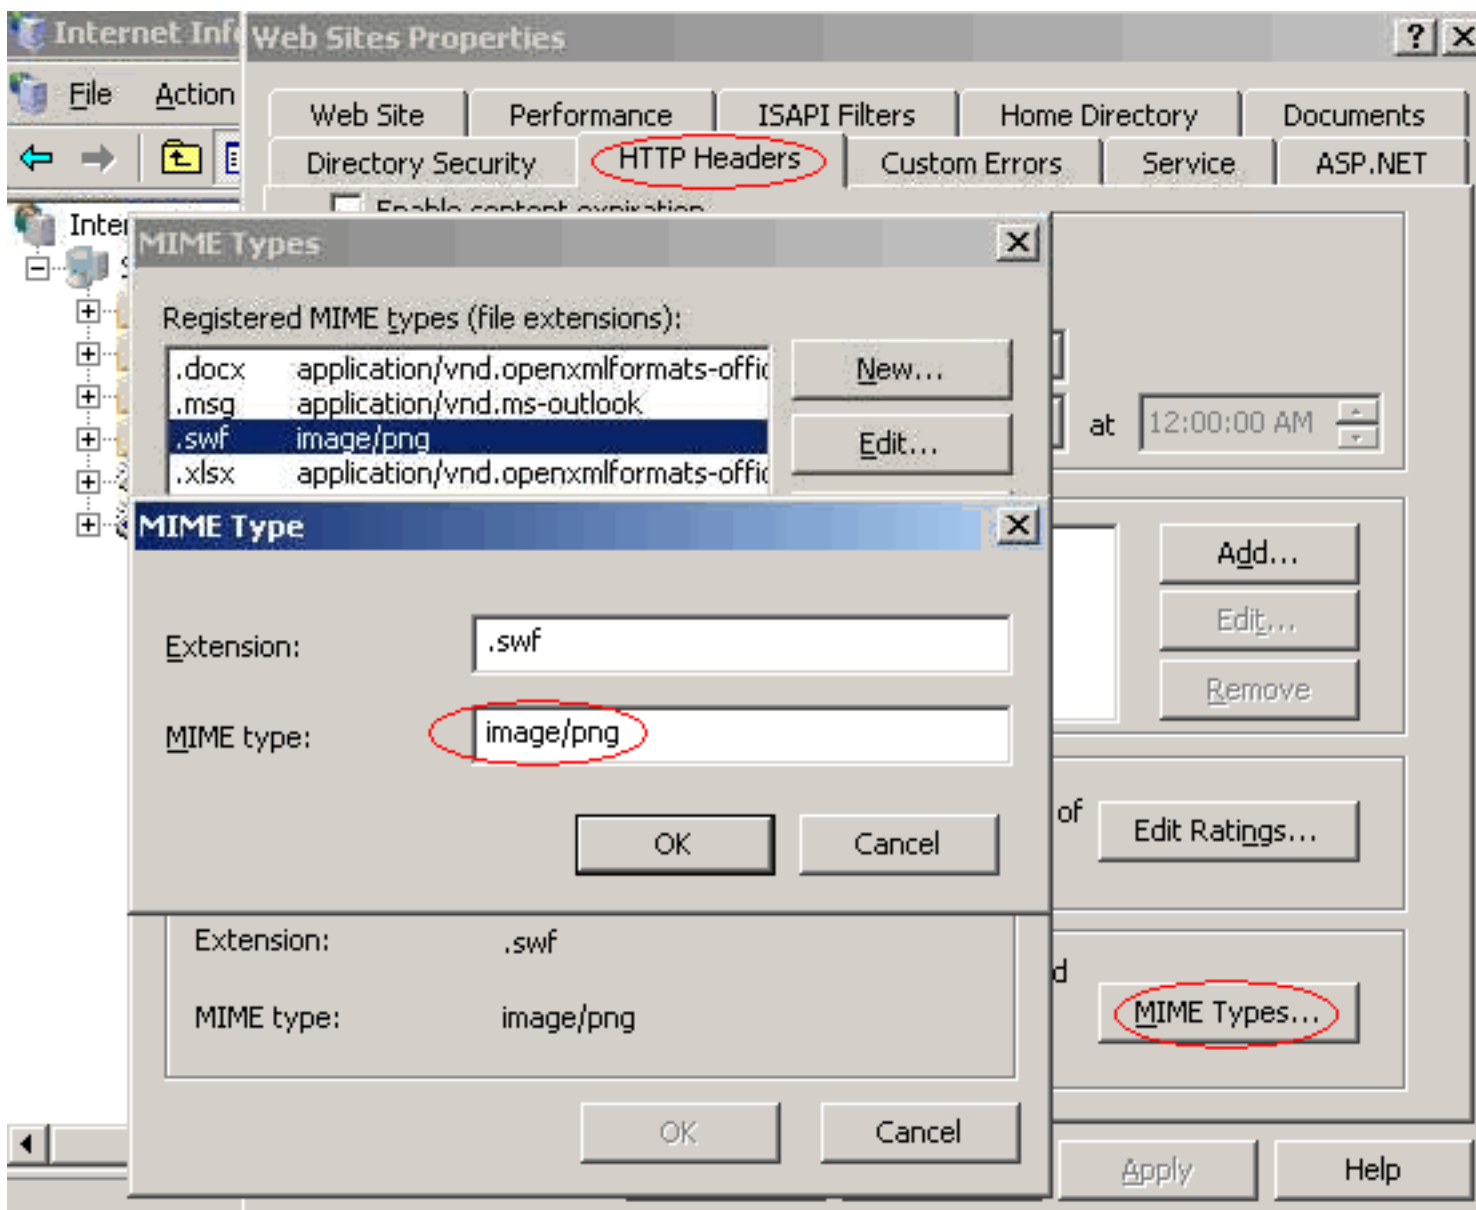 Internet Inf
Web Sites Properties
File Action
Web Site Performance ISAPI Filters Home Directory Documents
Directory Security HTTP Headers Custom Errors Service ASP.NET
Enable content expiration
Inter
MIME Types
Registered MIME types (file extensions):
.docx application/vnd.openxmlformats-offic
.msg application/vnd.ms-outlook
.swf image/png
.xlsx application/vnd.openxmlformats-offic
New...
Edit...
at 12:00:00 AM
MIME Type
Extension: .swf
MIME type: image/png
OK Cancel
Add...
Edit...
Remove
of Edit Ratings...
Extension: .swf
MIME type: image/png
d
MIME Types...
OK Cancel
Apply Help